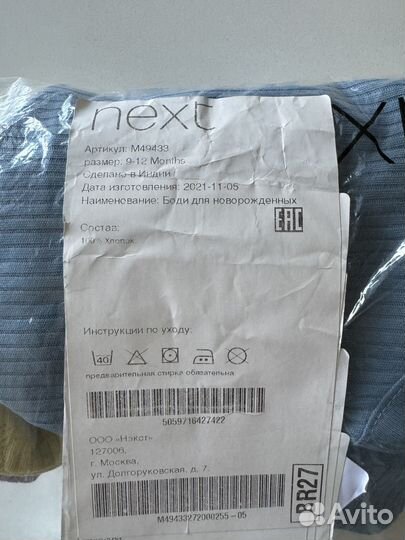 next
Артикул: M49433
размер: 9-12 Months
Сделано в Индии
Дата изготовления: 2021-11-05
Наименование: Боди для новорожденных
EAC
Состав:
100 % Хлопок.
Инструкции по уходу:
40
предварительная стирка обязательна
5059716427422
ООО «Нэкст»
127006,
г. Москва,
ул. Долгоруковская, д. 7.
BR27
M49433272000255-05
Avito